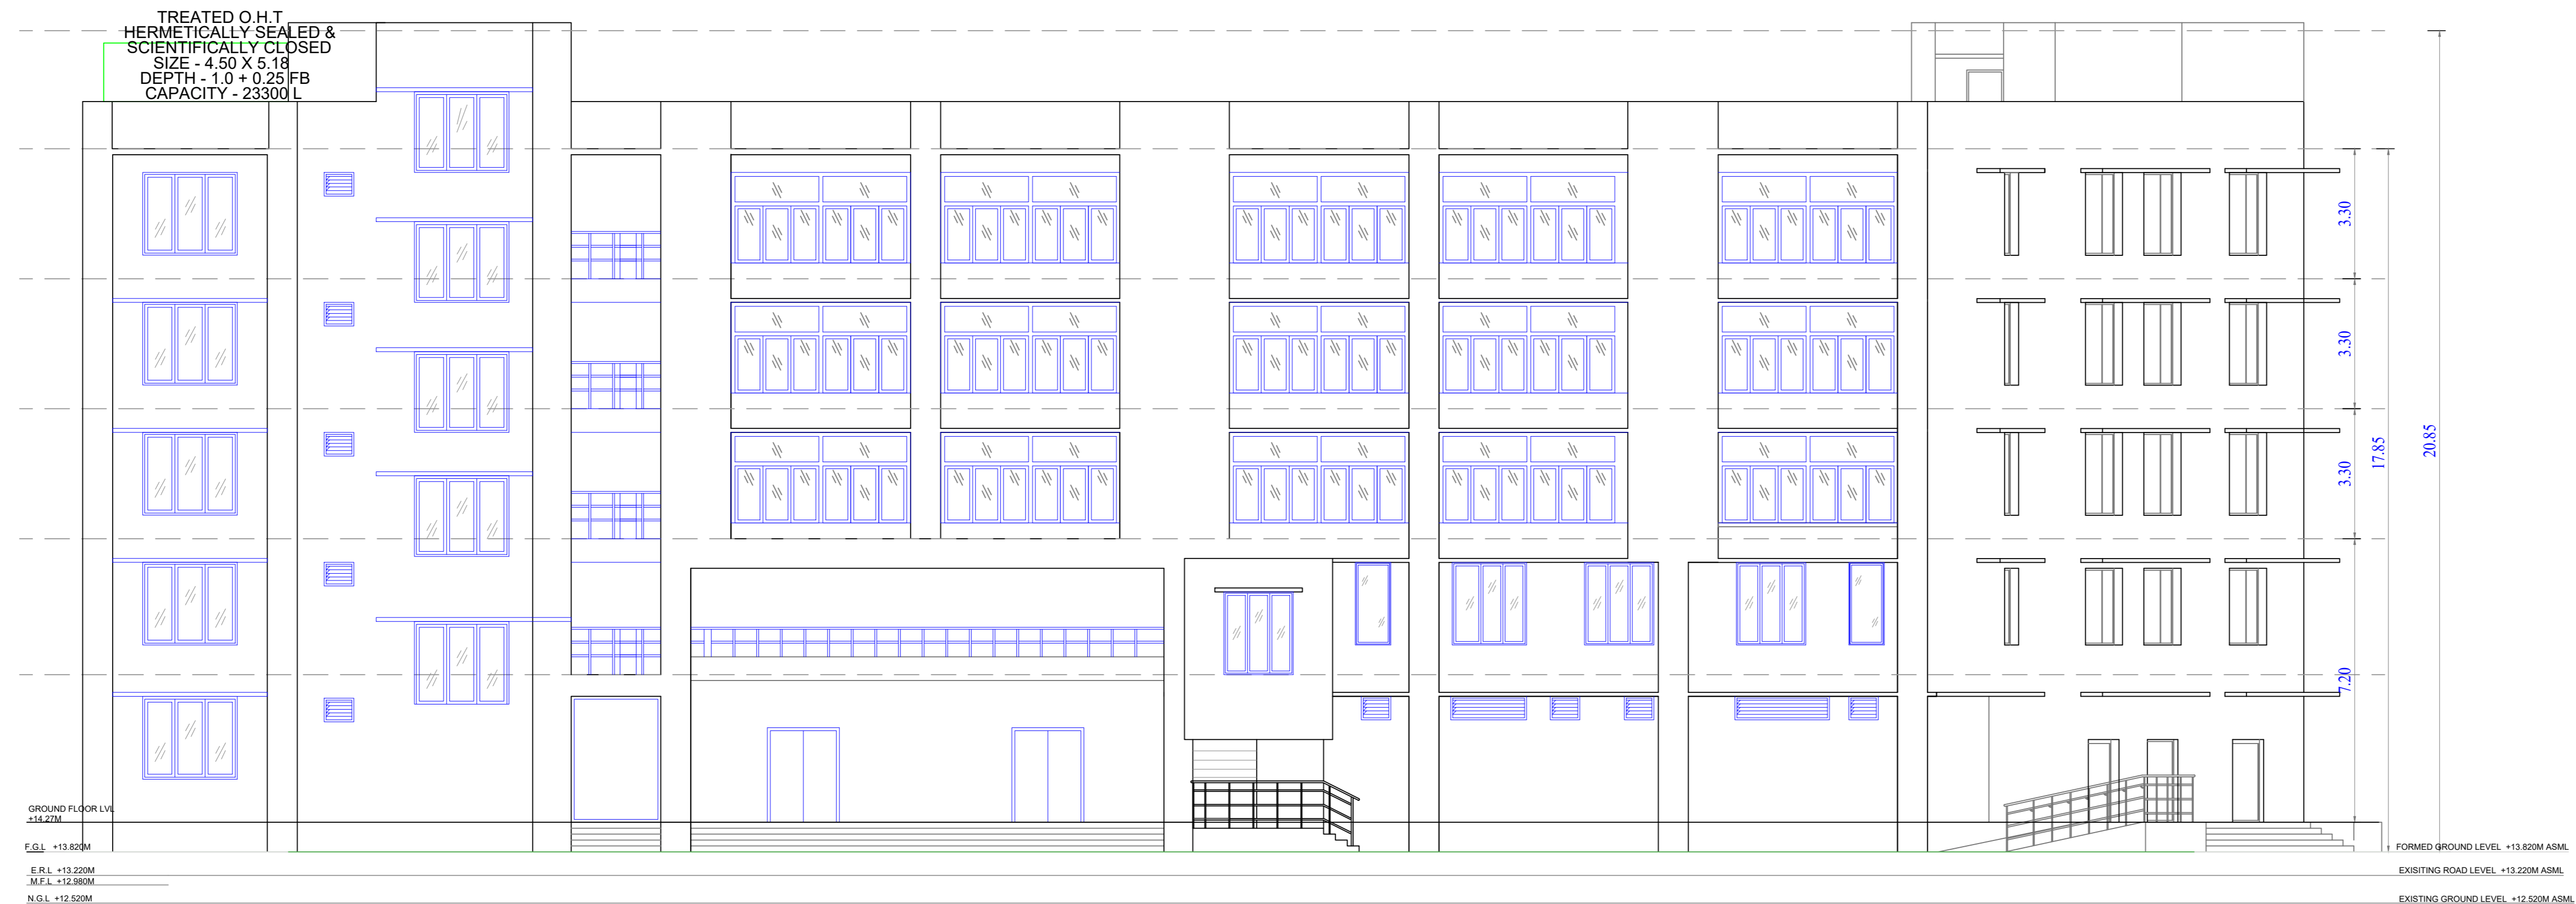 TREATED O.H.T
HERMETICALLY SEALED &
SCIENTIFICALLY CLOSED
SIZE - 4.50 X 5.18
DEPTH - 1.0 + 0.25 FB
CAPACITY - 23300 L
3.30
3.30
3.30
7.20
17.85
20.85
GROUND FLOOR LVL
+14.27M
F.G.L +13.820M
E.R.L +13.220M
M.F.L +12.980M
N.G.L +12.520M
FORMED GROUND LEVEL +13.820M ASML
EXISITING ROAD LEVEL +13.220M ASML
EXISTING GROUND LEVEL +12.520M ASML